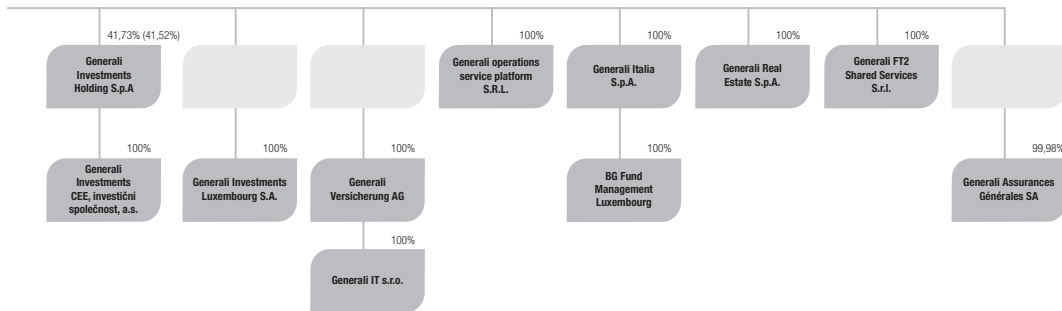 41,73% (41,52%)
100%
100%
100%
100%
Generali
Investments
Holding S.p.A
Generali operations
service platform
S.R.L.
Generali Italia
S.p.A.
Generali Real
Estate S.p.A.
Generali FT2
Shared Services
S.r.l.
100%
100%
100%
100%
99,98%
Generali
Investments
CEE, investiční
společnost, a.s.
Generali Investments
Luxembourg S.A.
Generali
Versicherung AG
BG Fund
Management
Luxembourg
Generali Assurances
Générales SA
100%
Generali IT s.r.o.